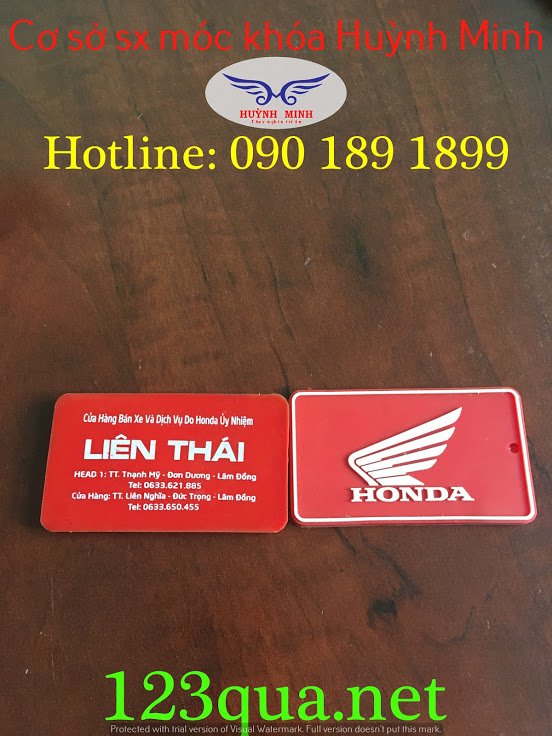 Cơ sở sx móc khóa Huỳnh Minh
HUỲNH MINH
Hotline: 090 189 1899
Cửa Hàng Bán Xe Và Dịch Vụ Do Honda Ủy Nhiệm
LIÊN THÁI
HEAD 1: TT. Thạnh Mỹ - Đơn Dương - Lâm Đồng
Tel: 0633.621.885
Cửa Hàng: TT. Liên Nghĩa - Đức Trọng - Lâm Đồng
Tel: 0633.650.455
HONDA
123qua.net
Protected with trial version of Visual Watermark. Full version doesn't put this mark.